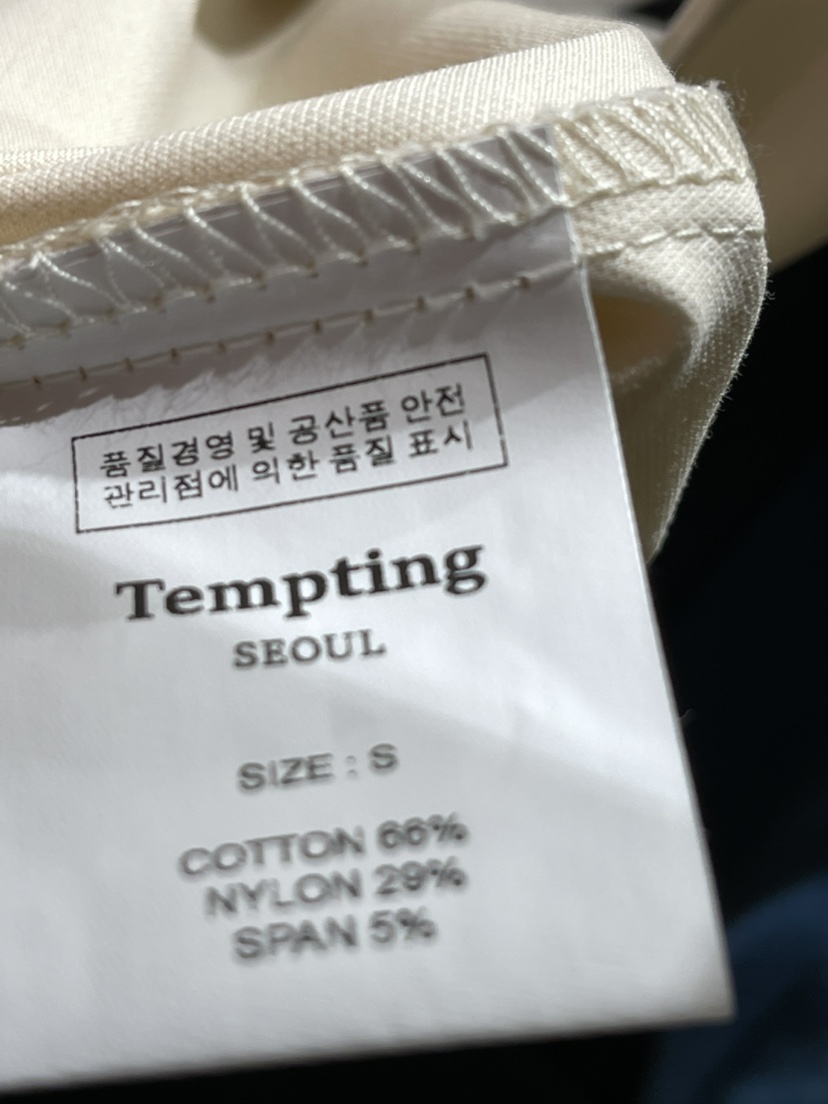 품질경영 및 공산품 안전
관리점에 의한 품질 표시
Tempting
SEOUL
SIZE : S
COTTON 66%
NYLON 29%
SPAN 5%